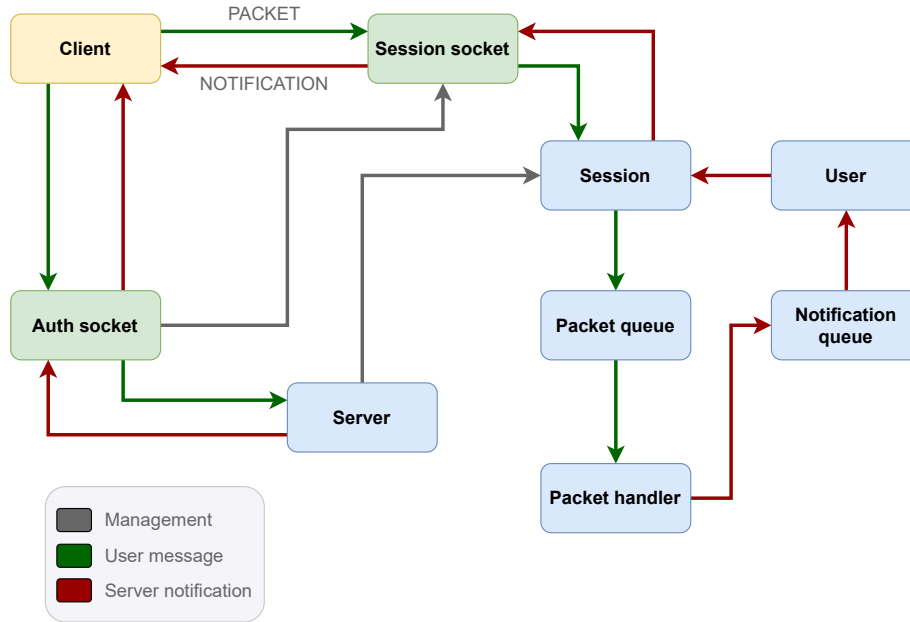 PACKET
Client
Session socket
NOTIFICATION
Session
User
Auth socket
Packet queue
Notification
queue
Server
Packet handler
Management
User message
Server notification